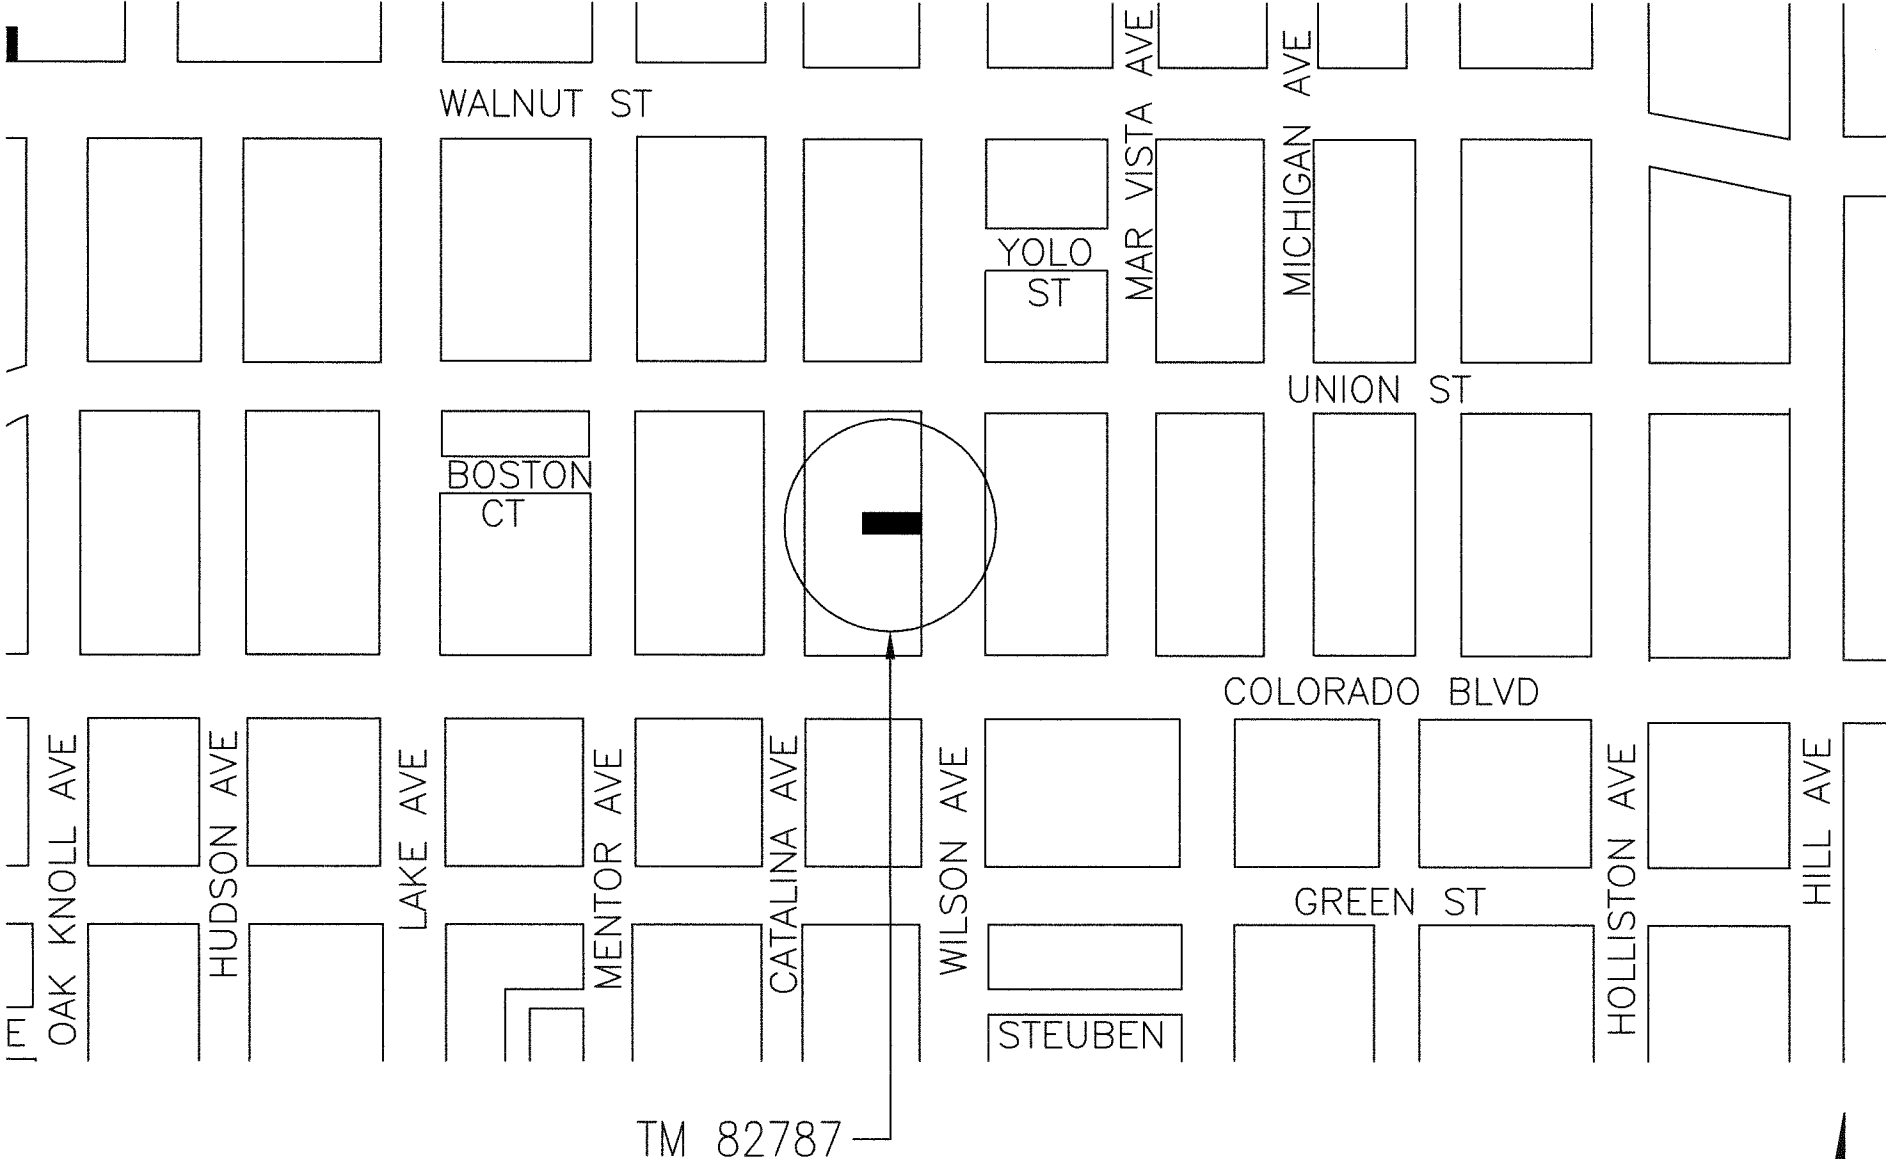 WALNUT ST
MAR VISTA AVE
MICHIGAN AVE
YOLO
ST
UNION ST
BOSTON
CT
COLORADO BLVD
OAK KNOLL AVE
HUDSON AVE
LAKE AVE
MENTOR AVE
CATALINA AVE
WILSON AVE
HOLLISTON AVE
HILL AVE
GREEN ST
E
STEUBEN
TM 82787